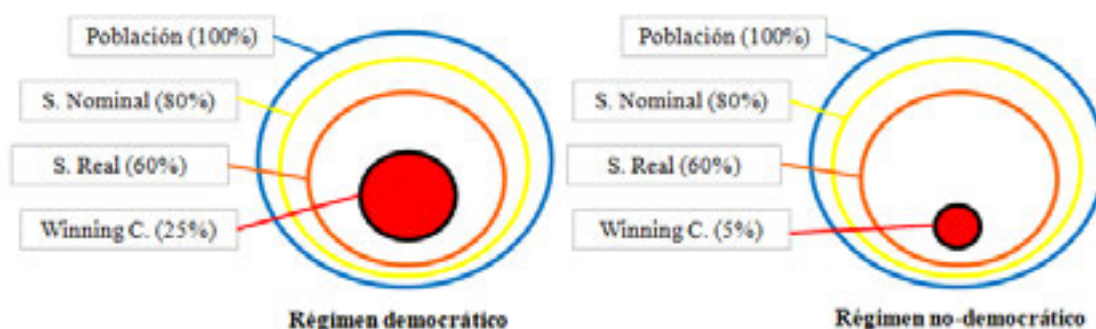 Población (100%)
S. Nominal (80%)
S. Real (60%)
Winning C. (25%)
Régimen democrático
Población (100%)
S. Nominal (80%)
S. Real (60%)
Winning C. (5%)
Régimen no-democrático